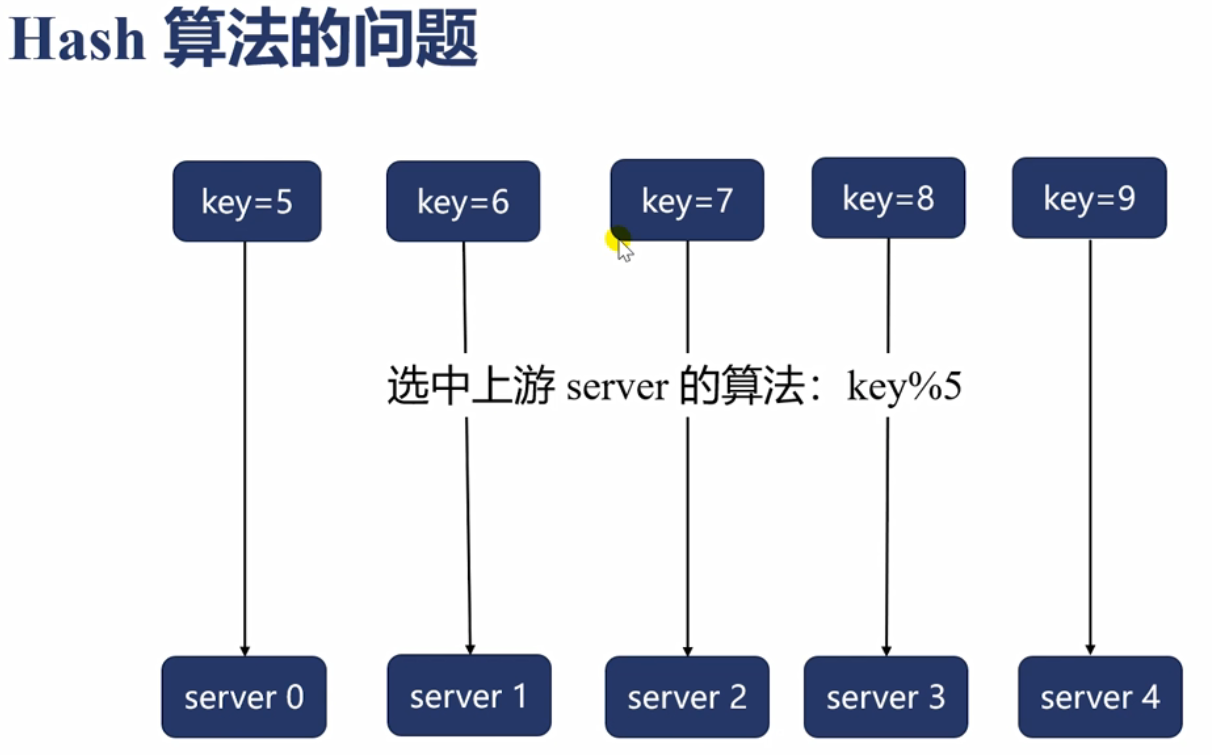 Hash 算法的问题
key=5
key=6
key=7
key=8
key=9
选中上游 server 的算法：key%5
server 0
server 1
server 2
server 3
server 4